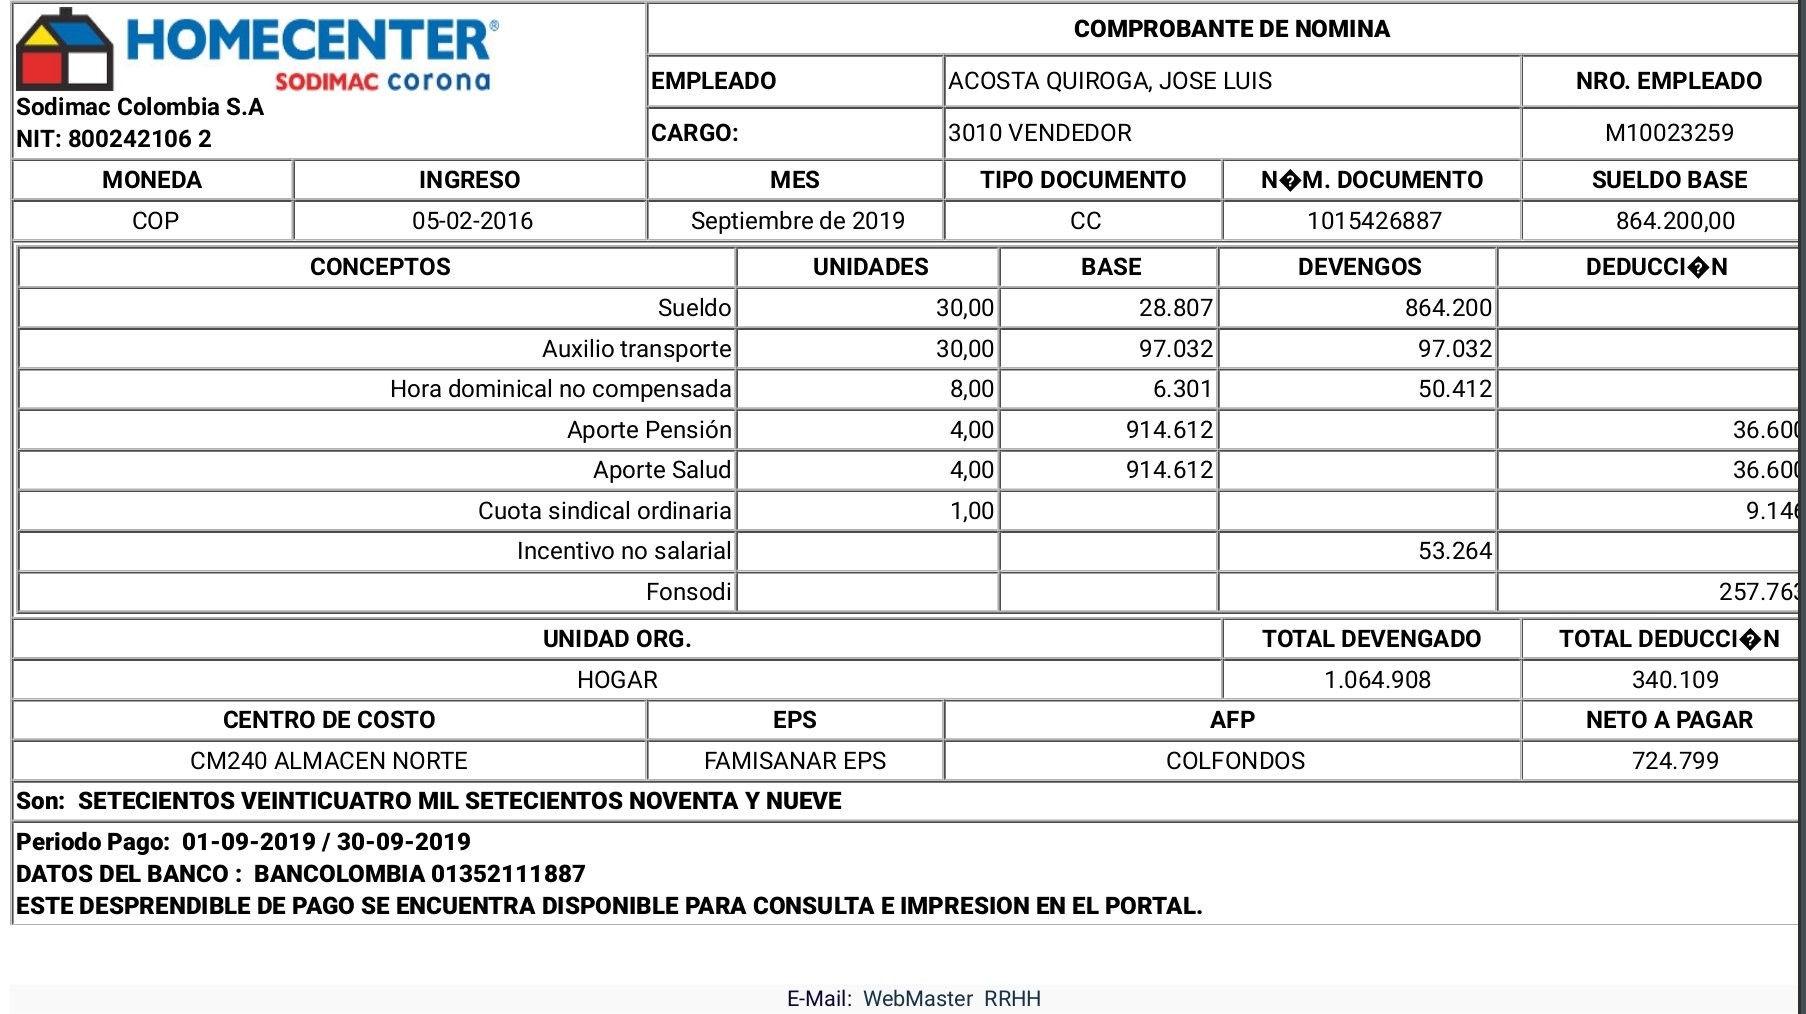 HOMECENTER®
SODIMAC corona
Sodimac Colombia S.A
NIT: 800242106 2
COMPROBANTE DE NOMINA
EMPLEADO ACOSTA QUIROGA, JOSE LUIS NRO. EMPLEADO
CARGO: 3010 VENDEDOR M10023259
MONEDA INGRESO MES TIPO DOCUMENTO N�M. DOCUMENTO SUELDO BASE
COP 05-02-2016 Septiembre de 2019 CC 1015426887 864.200,00
CONCEPTOS UNIDADES BASE DEVENGOS DEDUCCI�N
Sueldo 30,00 28.807 864.200
Auxilio transporte 30,00 97.032 97.032
Hora dominical no compensada 8,00 6.301 50.412
Aporte Pensión 4,00 914.612 36.600
Aporte Salud 4,00 914.612 36.600
Cuota sindical ordinaria 1,00 9.146
Incentivo no salarial 53.264
Fonsodi 257.763
UNIDAD ORG. TOTAL DEVENGADO TOTAL DEDUCCI�N
HOGAR 1.064.908 340.109
CENTRO DE COSTO EPS AFP NETO A PAGAR
CM240 ALMACEN NORTE FAMISANAR EPS COLFONDOS 724.799
Son: SETECIENTOS VEINTICUATRO MIL SETECIENTOS NOVENTA Y NUEVE
Periodo Pago: 01-09-2019 / 30-09-2019
DATOS DEL BANCO : BANCOLOMBIA 01352111887
ESTE DESPRENDIBLE DE PAGO SE ENCUENTRA DISPONIBLE PARA CONSULTA E IMPRESION EN EL PORTAL.
E-Mail: WebMaster RRHH